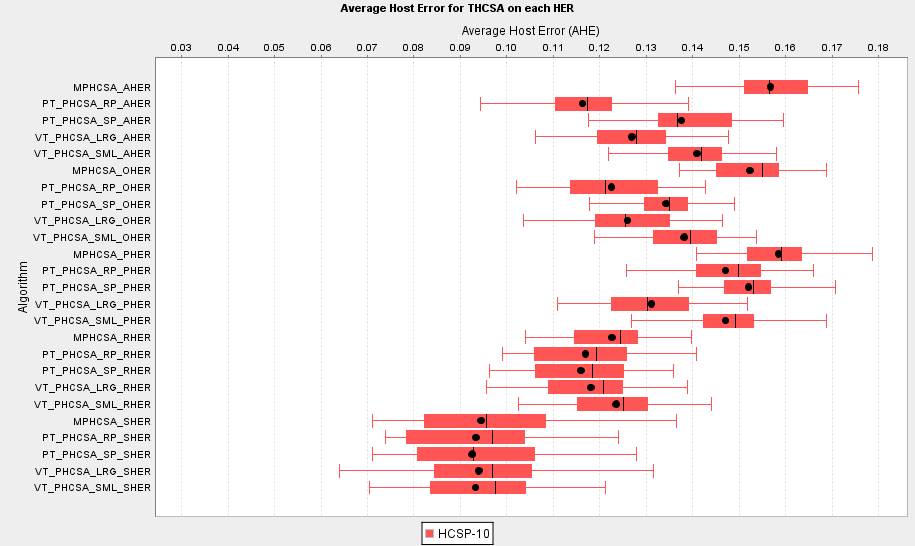 Average Host Error for THCSA on each HER
Average Host Error (AHE)
0.03 0.04 0.05 0.06 0.07 0.08 0.09 0.10 0.11 0.12 0.13 0.14 0.15 0.16 0.17 0.18
Algorithm
MPHCSA_AHER
PT_PHCSA_RP_AHER
PT_PHCSA_SP_AHER
VT_PHCSA_LRG_AHER
VT_PHCSA_SML_AHER
MPHCSA_OHER
PT_PHCSA_RP_OHER
PT_PHCSA_SP_OHER
VT_PHCSA_LRG_OHER
VT_PHCSA_SML_OHER
MPHCSA_PHER
PT_PHCSA_RP_PHER
PT_PHCSA_SP_PHER
VT_PHCSA_LRG_PHER
VT_PHCSA_SML_PHER
MPHCSA_RHER
PT_PHCSA_RP_RHER
PT_PHCSA_SP_RHER
VT_PHCSA_LRG_RHER
VT_PHCSA_SML_RHER
MPHCSA_SHER
PT_PHCSA_RP_SHER
PT_PHCSA_SP_SHER
VT_PHCSA_LRG_SHER
VT_PHCSA_SML_SHER
HCSP-10